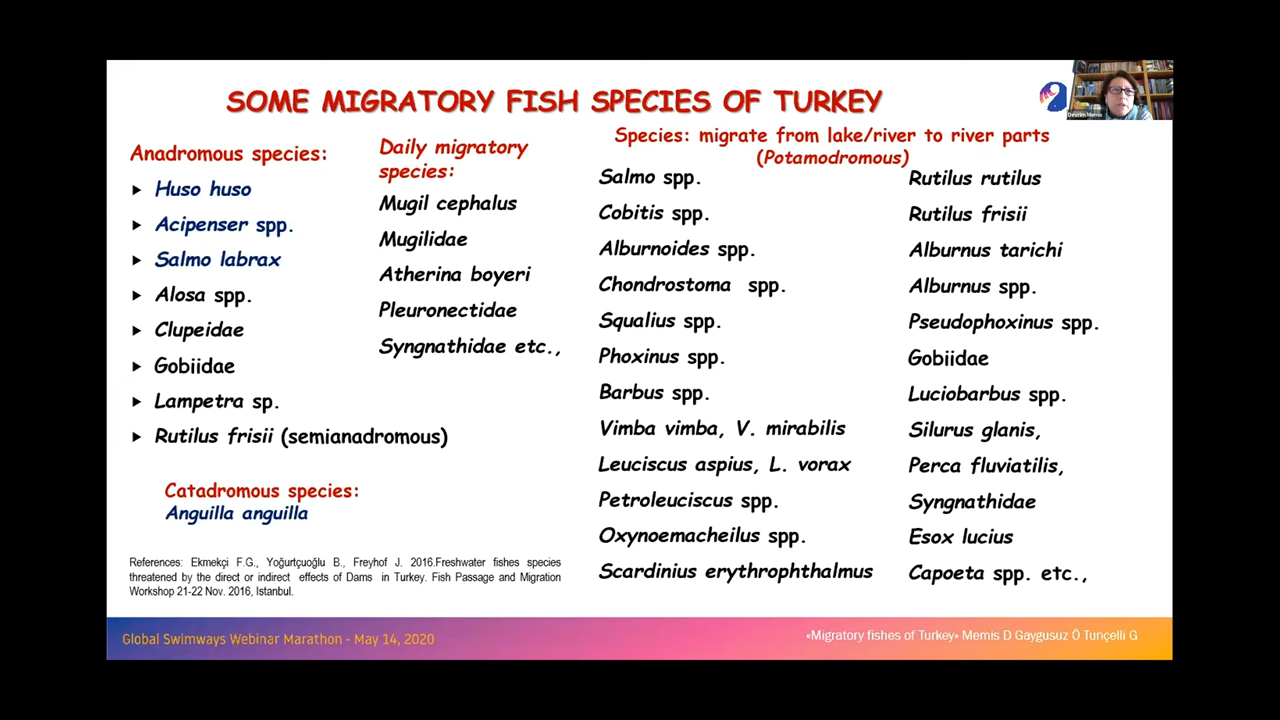 SOME MIGRATORY FISH SPECIES OF TURKEY
Devrim Memis
Anadromous species:
Huso huso
Acipenser spp.
Salmo labrax
Alosa spp.
Clupeidae
Gobiidae
Lampetra sp.
Rutilus frisii (semianadromous)
Catadromous species:
Anguilla anguilla
Daily migratory
species:
Mugil cephalus
Mugilidae
Atherina boyeri
Pleuronectidae
Syngnathidae etc.,
Species: migrate from lake/river to river parts
(Potamodromous)
Salmo spp.
Cobitis spp.
Alburnoides spp.
Chondrostoma spp.
Squalius spp.
Phoxinus spp.
Barbus spp.
Vimba vimba, V. mirabilis
Leuciscus aspius, L. vorax
Petroleuciscus spp.
Oxynoemacheilus spp.
Scardinius erythrophthalmus
Rutilus rutilus
Rutilus frisii
Alburnus tarichi
Alburnus spp.
Pseudophoxinus spp.
Gobiidae
Luciobarbus spp.
Silurus glanis,
Perca fluviatilis,
Syngnathidae
Esox lucius
Capoeta spp. etc.,
References: Ekmekçi F.G., Yoğurtçuoğlu B., Freyhof J. 2016.Freshwater fishes species
threatened by the direct or indirect effects of Dams in Turkey. Fish Passage and Migration
Workshop 21-22 Nov. 2016, Istanbul.
Global Swimways Webinar Marathon - May 14, 2020
«Migratory fishes of Turkey» Memis D Gaygusuz Ö Tunçelli G